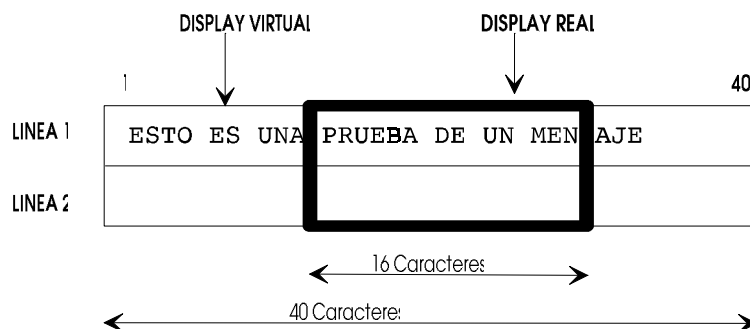 DISPLAY VIRTUAL DISPLAY REAL
1 40
LINEA 1 ESTO ES UNA PRUEBA DE UN MENSAJE
LINEA 2
16 Caracteres
40 Caracteres